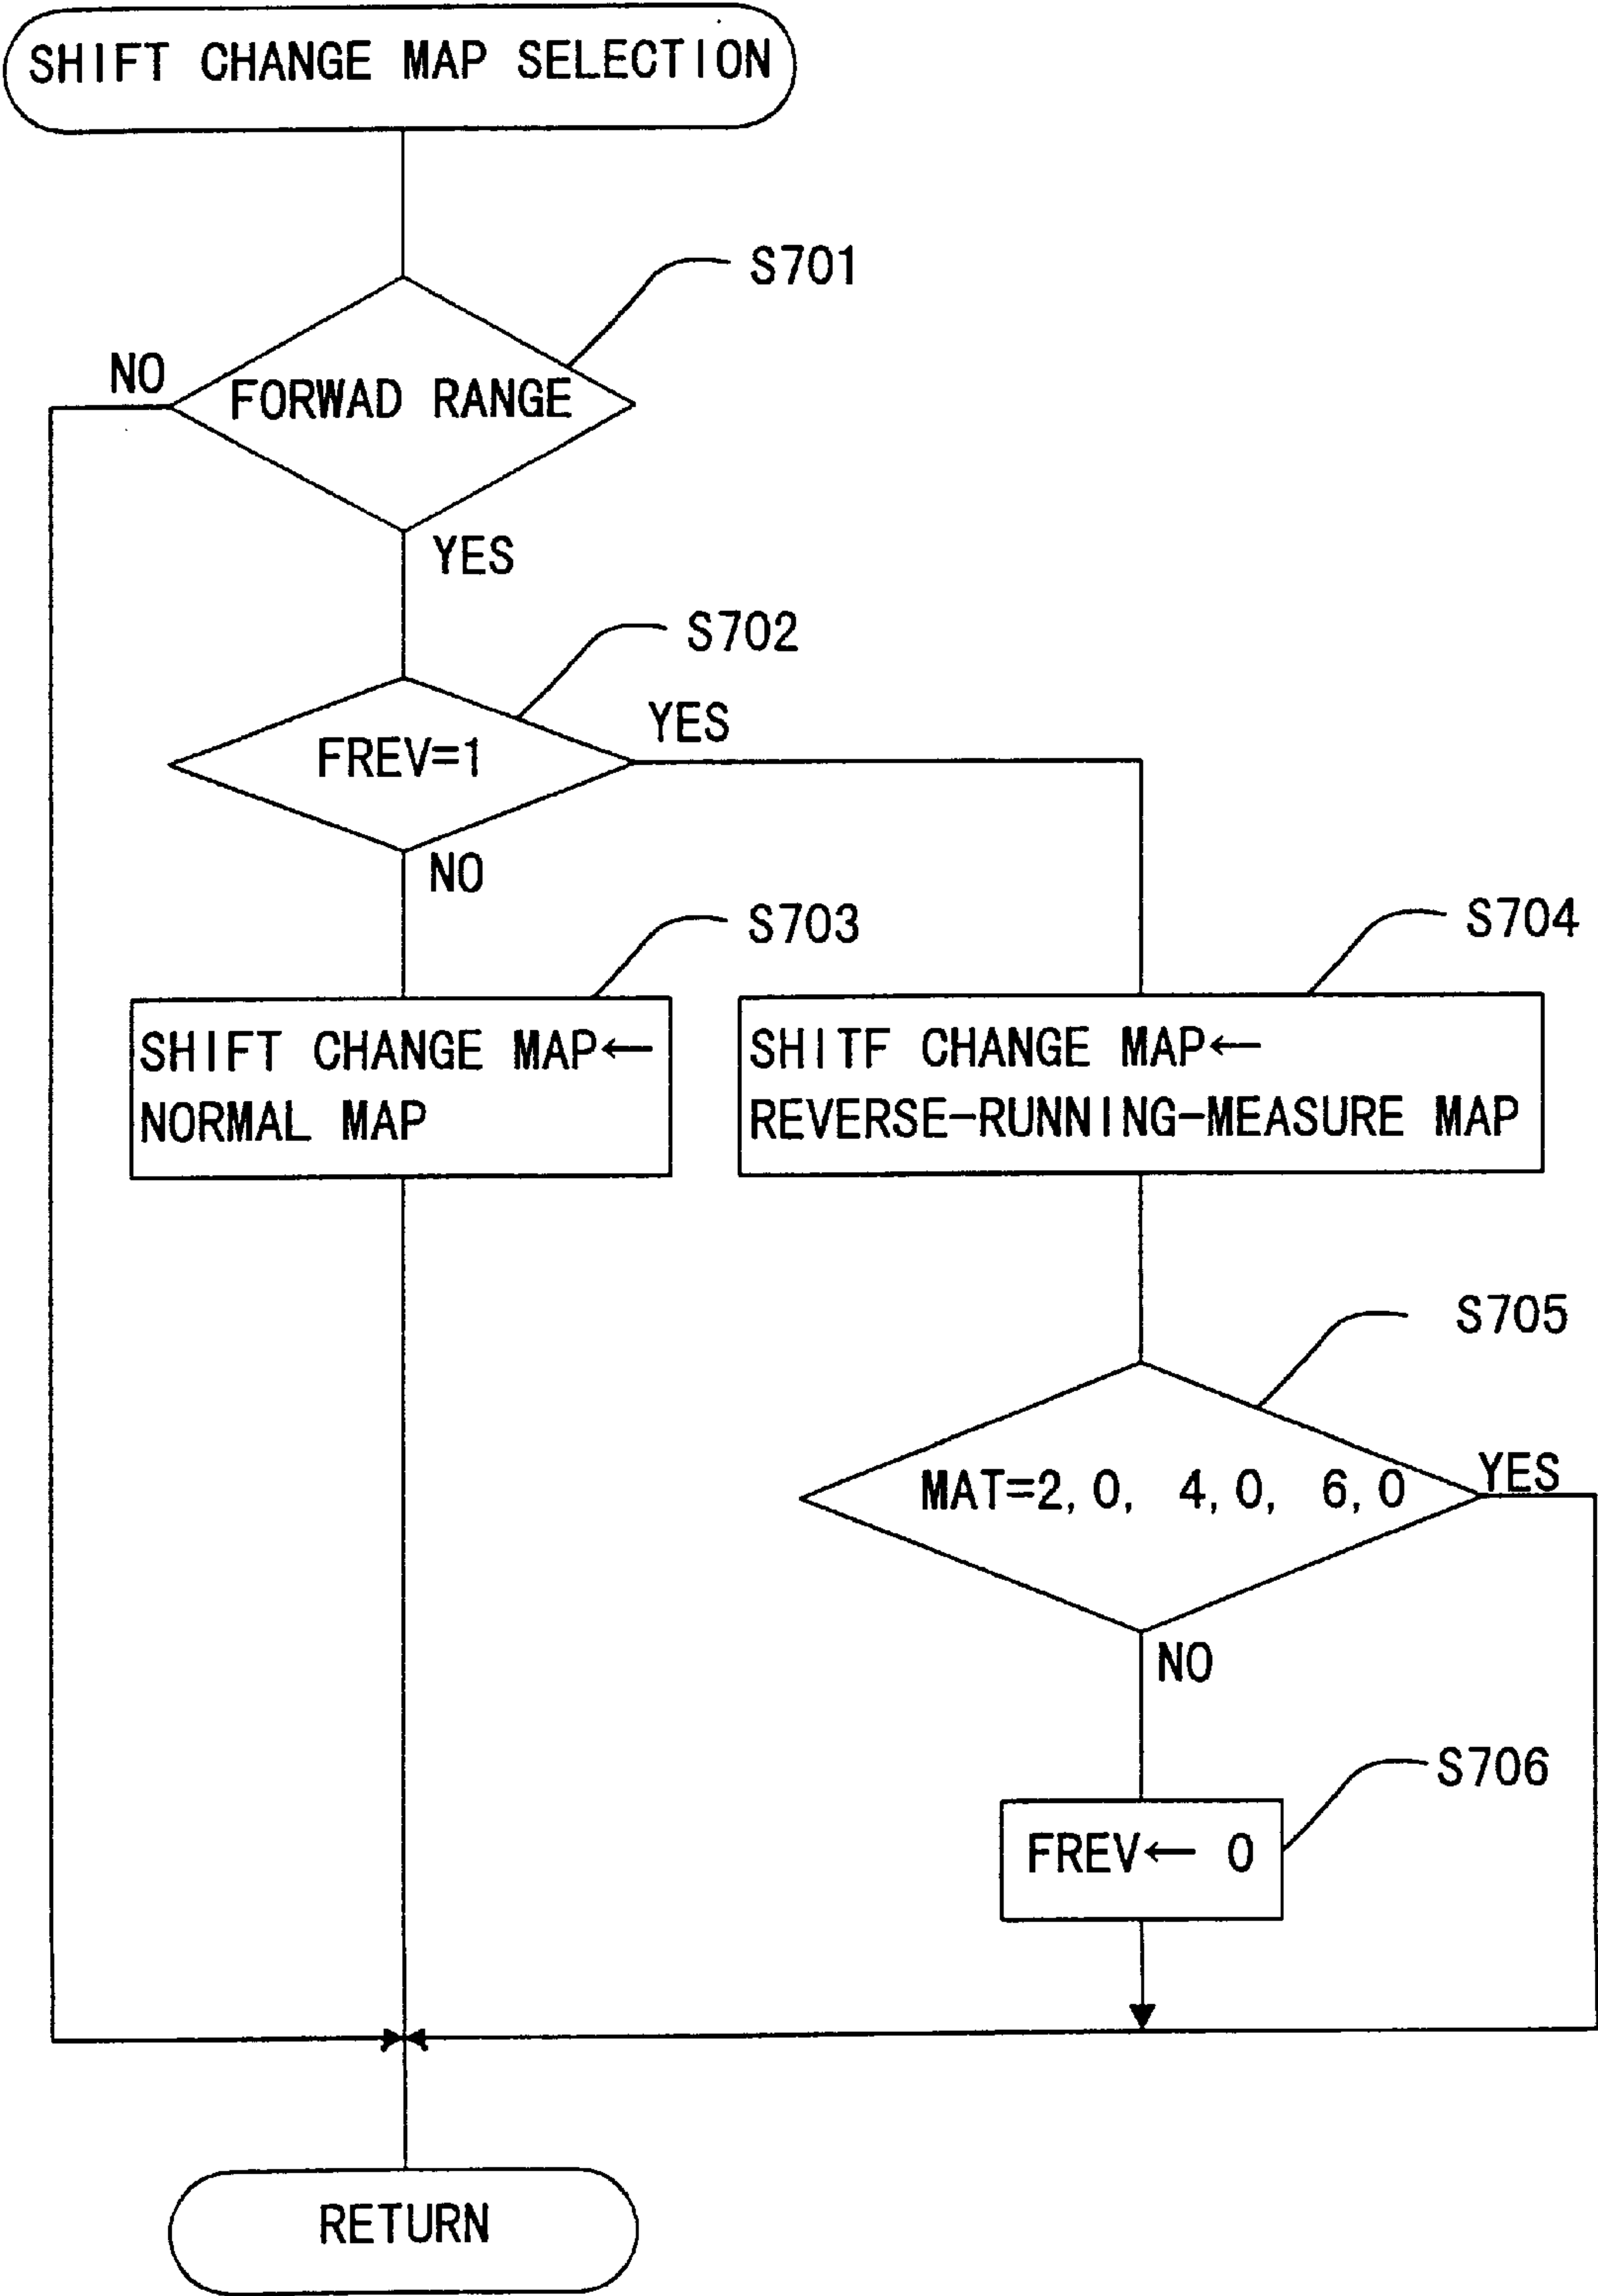 SHIFT CHANGE MAP SELECTION
S701
NO
FORWAD RANGE
YES
S702
YES
FREV=1
NO
S703
S704
SHIFT CHANGE MAP←
NORMAL MAP
SHITF CHANGE MAP←
REVERSE-RUNNING-MEASURE MAP
S705
MAT=2,0, 4,0, 6,0
YES
NO
S706
FREV← 0
RETURN